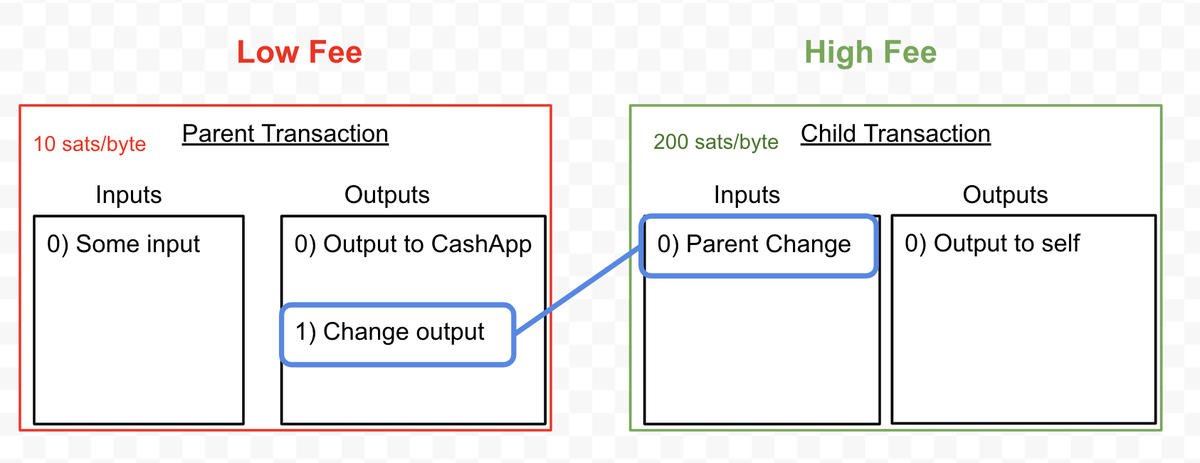 Low Fee
High Fee
10 sats/byte
Parent Transaction
Inputs
Outputs
0) Some input
0) Output to CashApp
1) Change output
200 sats/byte
Child Transaction
Inputs
Outputs
0) Parent Change
0) Output to self